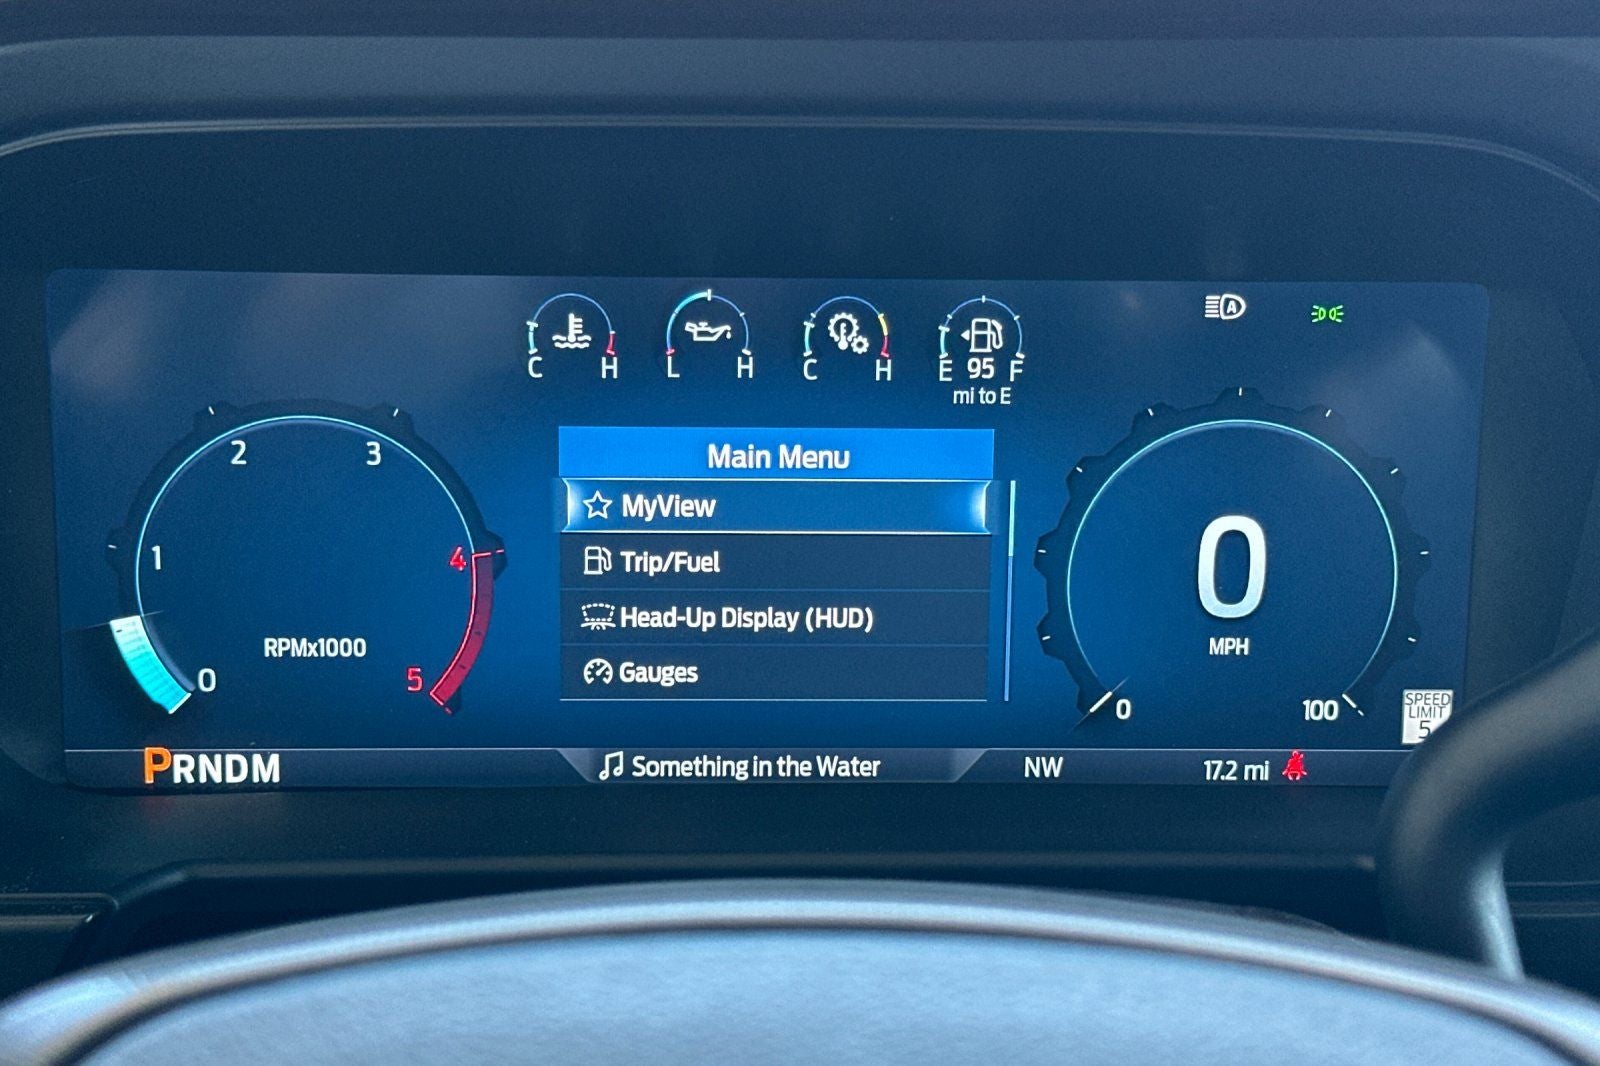 C H
L H
C H
E 95 F
mi to E
A
Main Menu
MyView
Trip/Fuel
Head-Up Display (HUD)
Gauges
2 3
1 4
0 5
RPMx1000
0
MPH
0 100
SPEED
LIMIT
5
PRNDM
Something in the Water
NW
17.2 mi